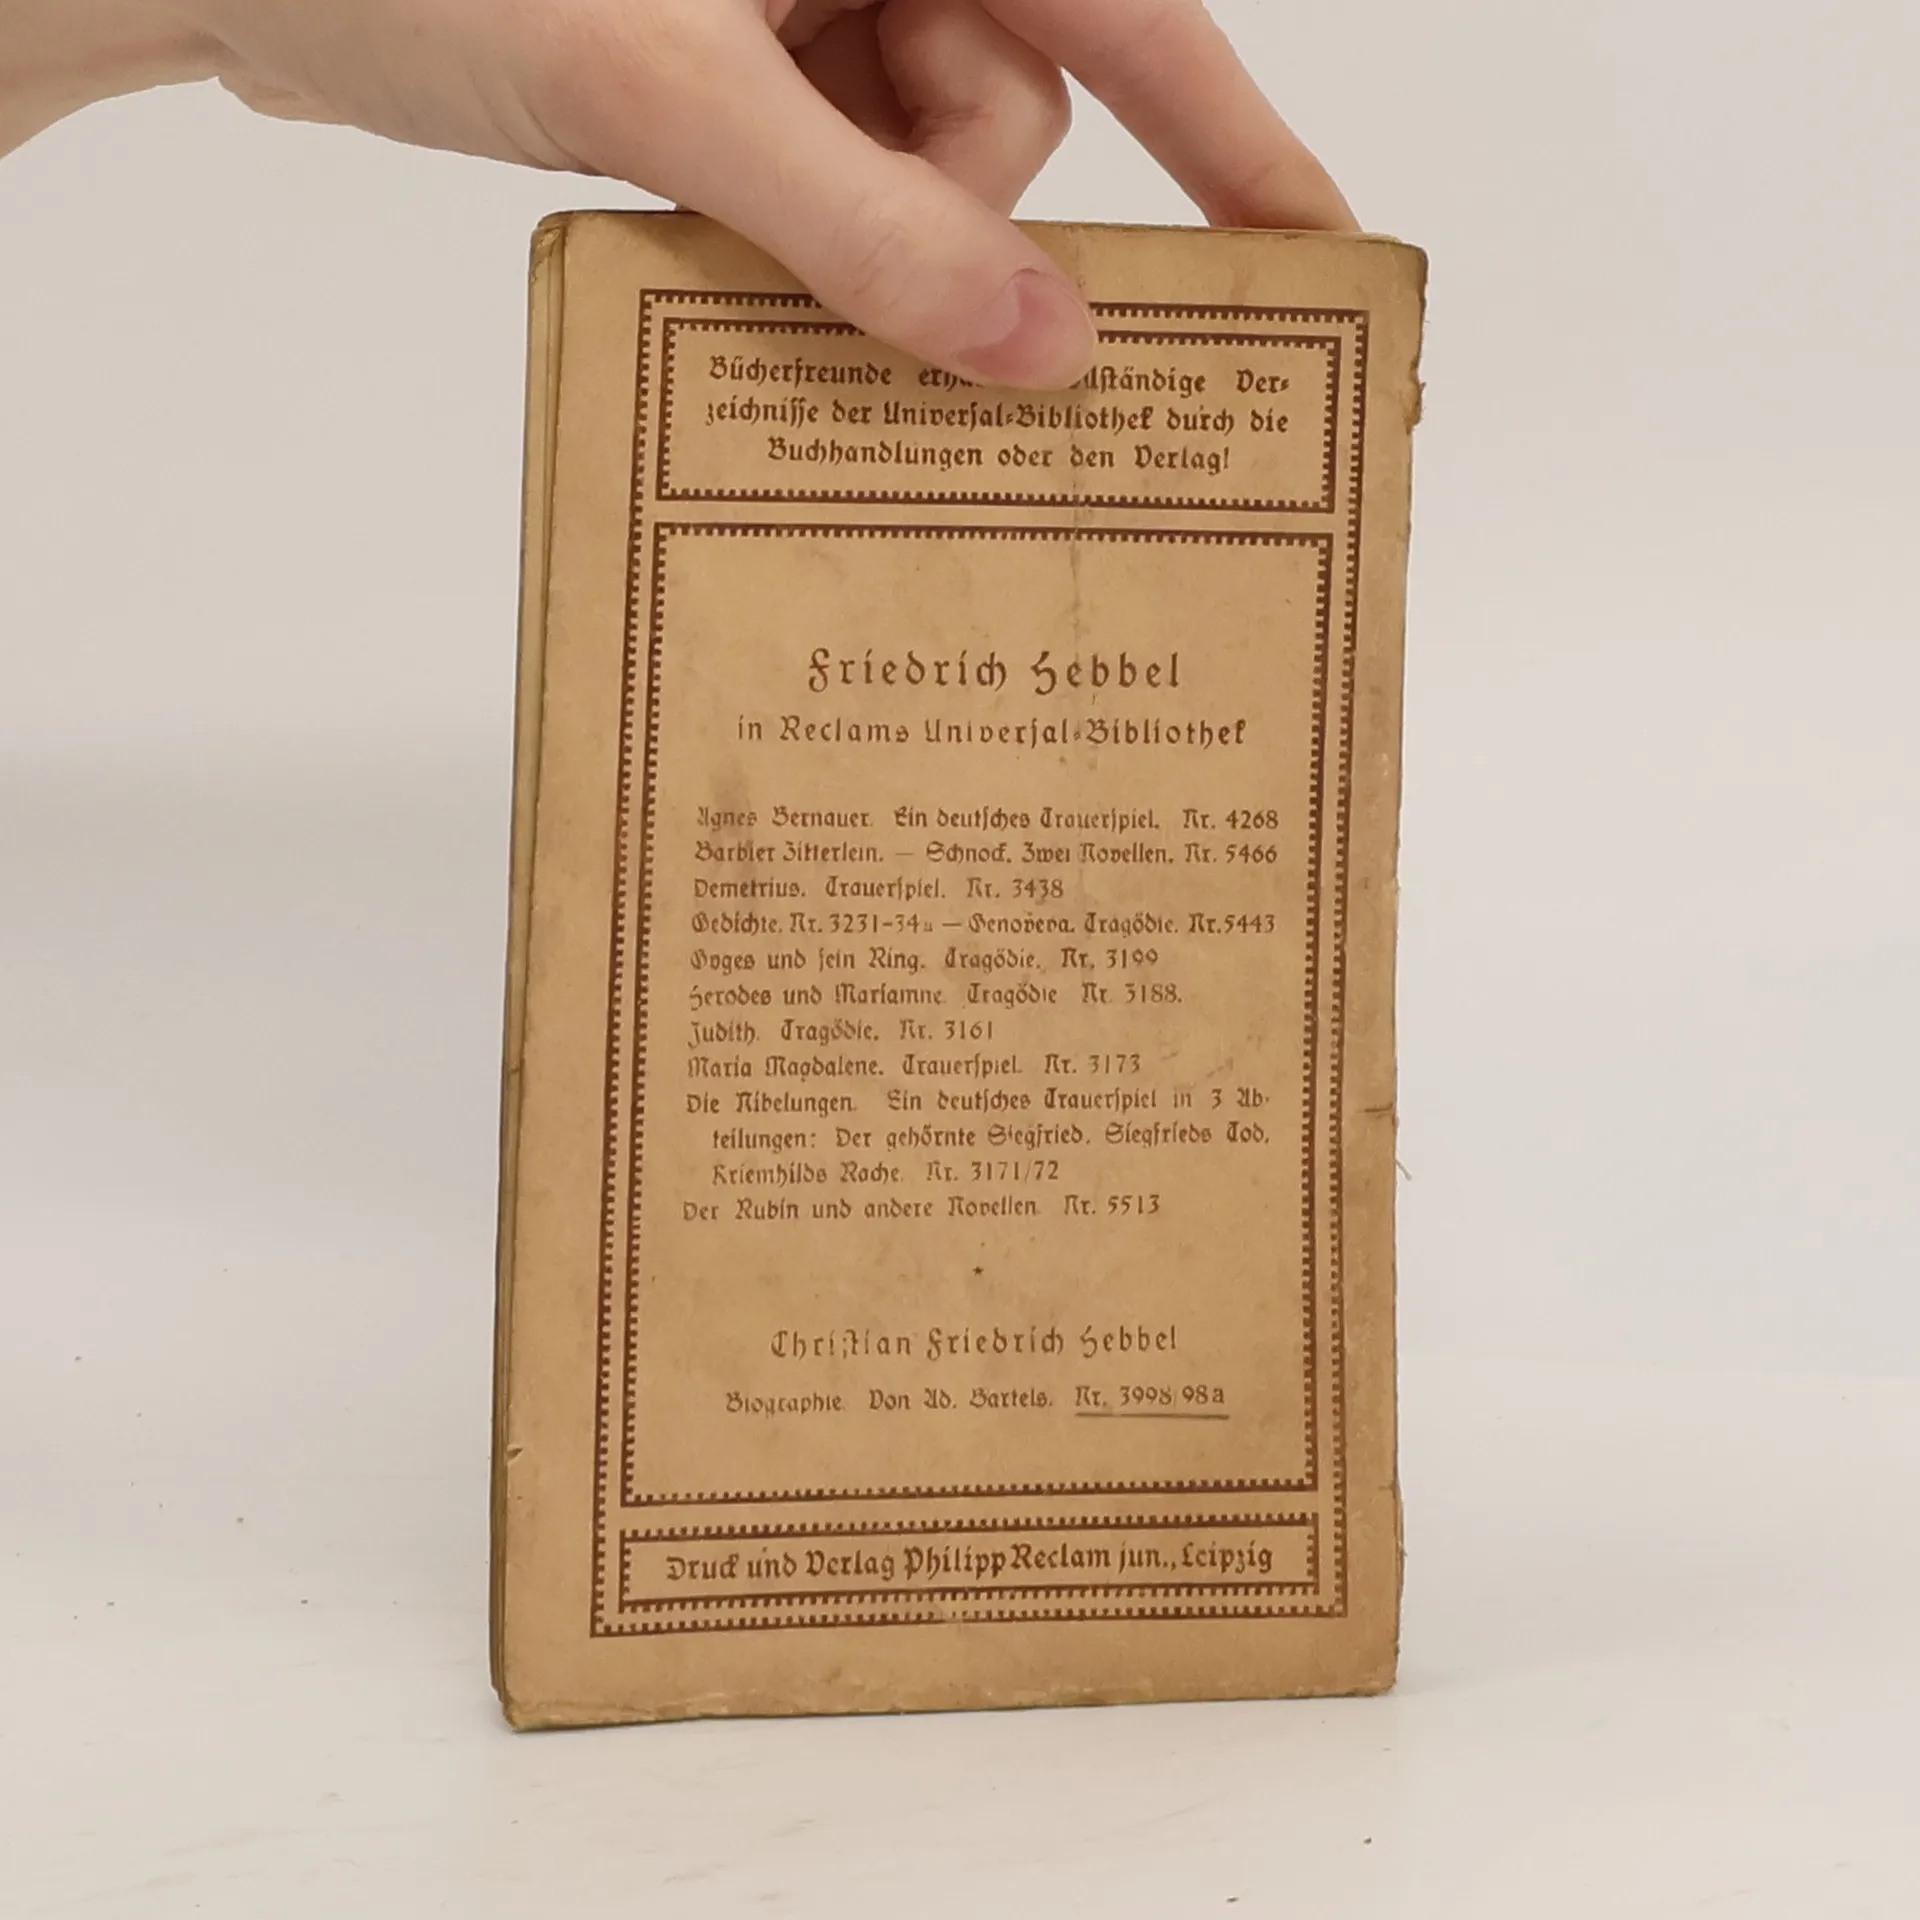 Bücherfreunde vollständige Ver-
zeichnisse der Universal-Bibliothek durch die
Buchhandlungen oder den Verlag!
Friedrich Hebbel
in Reclams Universal-Bibliothek
Agnes Bernauer. Ein deutsches Trauerspiel. Nr. 4268
Barbier Zitterlein. — Schnock. Zwei Novellen. Nr. 5466
Demetrius. Trauerspiel. Nr. 3438
Gedichte. Nr. 3231-34a — Genoveva. Tragödie. Nr. 5443
Gyges und sein Ring. Tragödie. Nr. 3199
Herodes und Mariamne. Tragödie Nr. 3188.
Judith. Tragödie. Nr. 3161
Maria Magdalene. Trauerspiel. Nr. 3173
Die Nibelungen. Ein deutsches Trauerspiel in 3 Ab-
teilungen: Der gehörnte Siegfried. Siegfrieds Tod.
Kriemhilds Rache. Nr. 3171/72
Der Rubin und andere Novellen. Nr. 5513
*
Christian Friedrich Hebbel
Biographie. Von Ad. Bartels. Nr. 3998/98a
Druck und Verlag Philipp Reclam jun., Leipzig